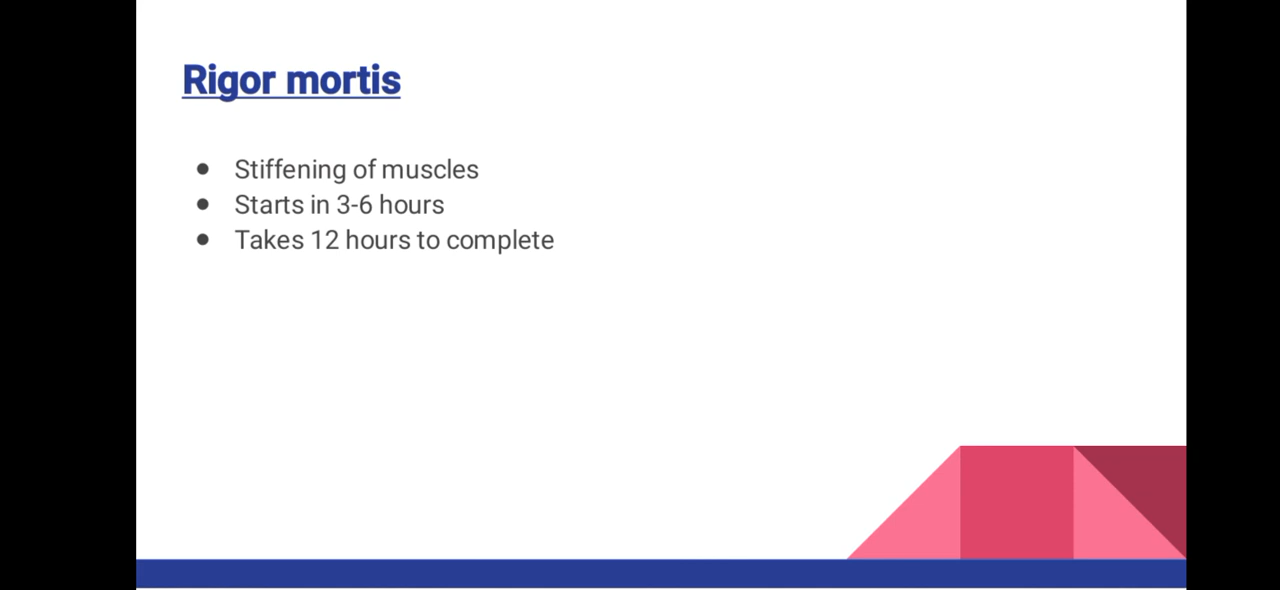 Rigor mortis
● Stiffening of muscles
● Starts in 3-6 hours
● Takes 12 hours to complete